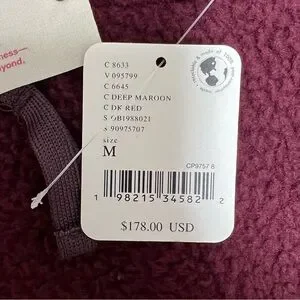 ness—
eyond.
C 8633
V 095799
C 6645
C DEEP MAROON
C DK RED
S OB1988021
S 90975707
size
M
CP9757 8
1 98215 34582 2
$178.00 USD